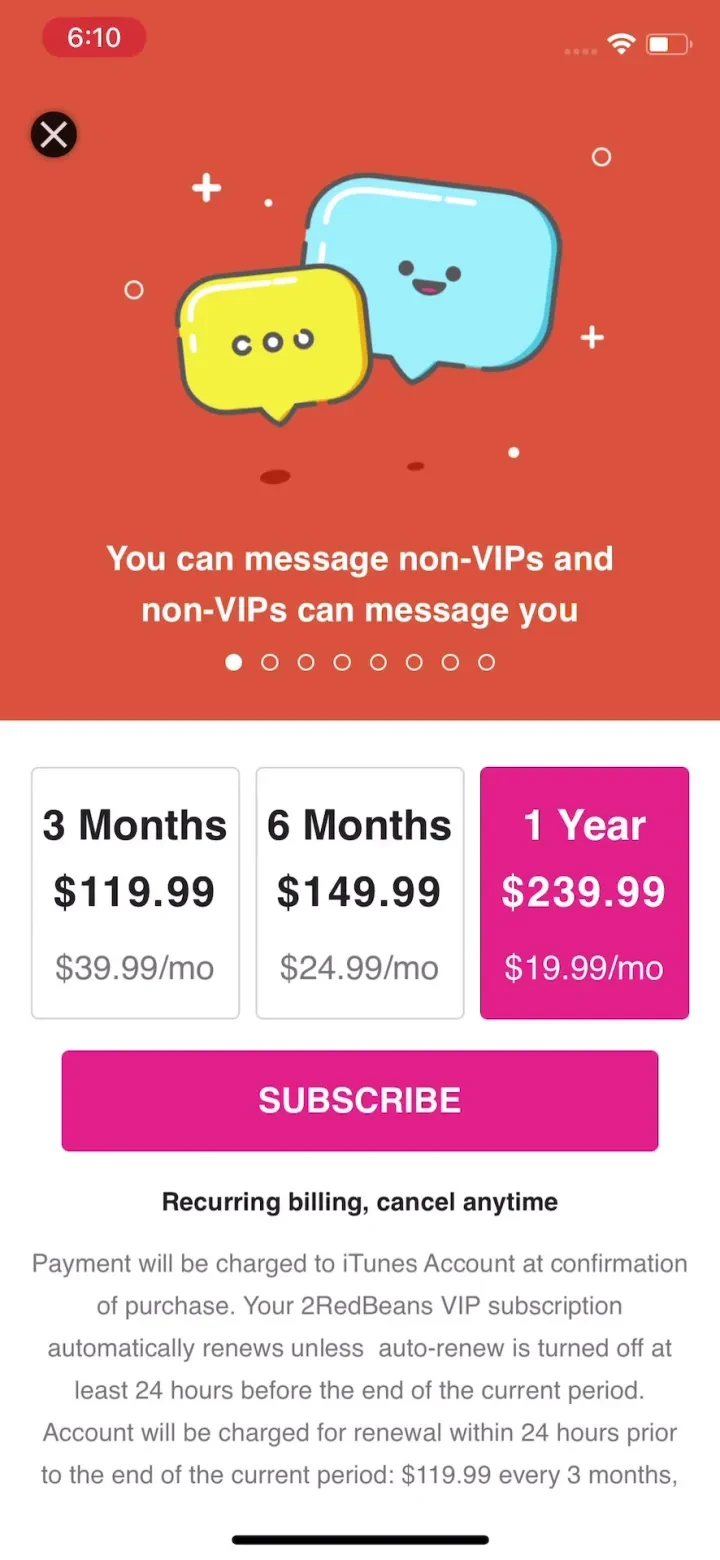 6:10
You can message non-VIPs and
non-VIPs can message you
3 Months
$119.99
$39.99/mo
6 Months
$149.99
$24.99/mo
1 Year
$239.99
$19.99/mo
SUBSCRIBE
Recurring billing, cancel anytime
Payment will be charged to iTunes Account at confirmation
of purchase. Your 2RedBeans VIP subscription
automatically renews unless  auto-renew is turned off at
least 24 hours before the end of the current period.
Account will be charged for renewal within 24 hours prior
to the end of the current period: $119.99 every 3 months,